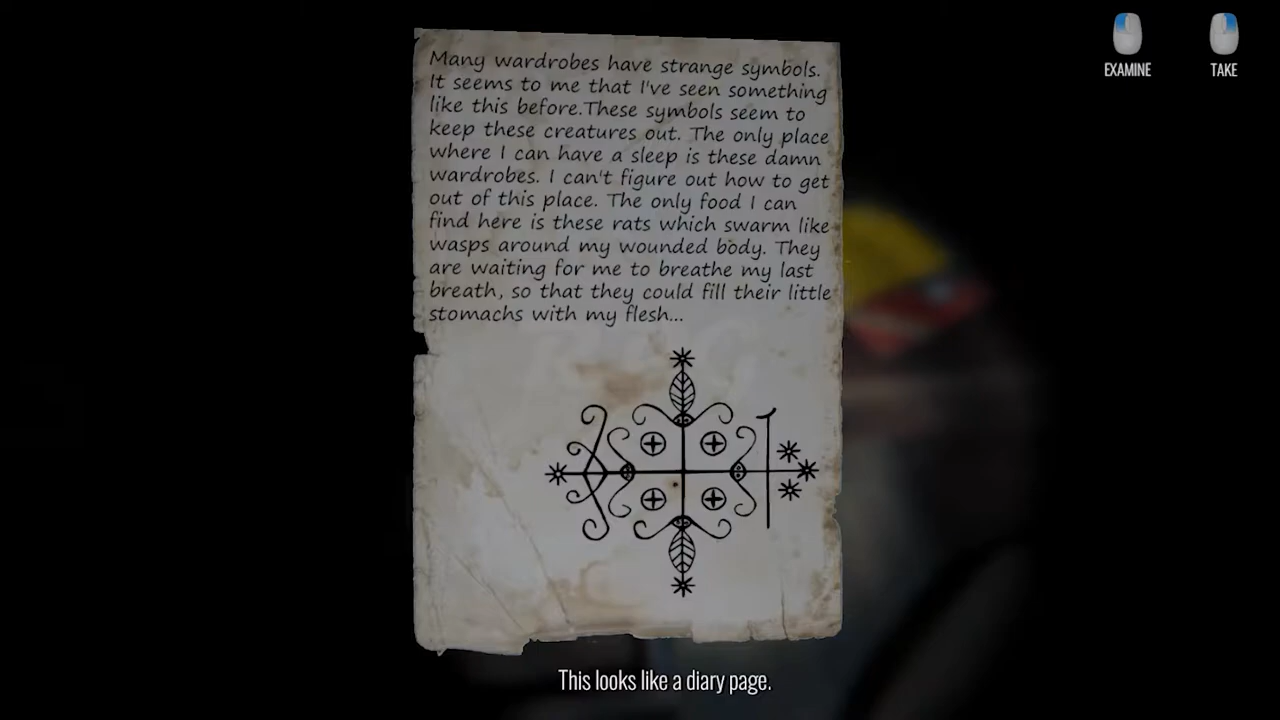 EXAMINE
TAKE
Many wardrobes have strange symbols.
It seems to me that I've seen something
like this before.These symbols seem to
keep these creatures out. The only place
where I can have a sleep is these damn
wardrobes. I can't figure out how to get
out of this place. The only food I can
find here is these rats which swarm like
wasps around my wounded body. They
are waiting for me to breathe my last
breath, so that they could fill their little
stomachs with my flesh...
This looks like a diary page.